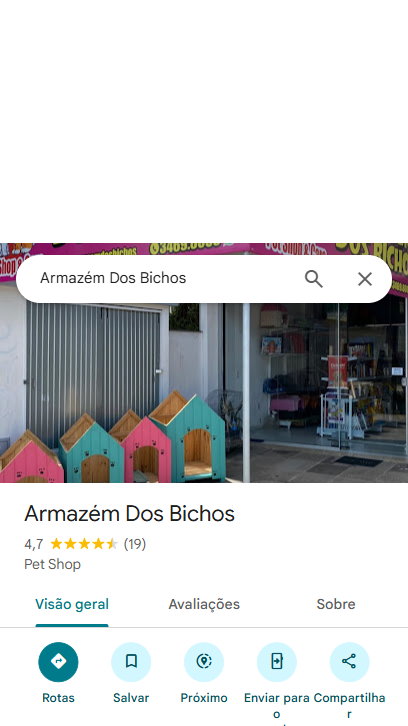 Armazém Dos Bichos
Armazém Dos Bichos
4,7 (19)
Pet Shop
Visão geral Avaliações Sobre
Rotas Salvar Próximo Enviar para o Compartilhar